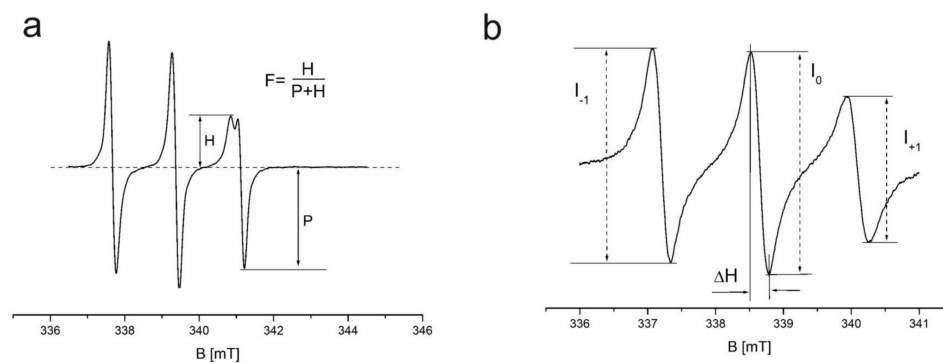 a
F= H
P+H
H
P
336 338 340 342 344 346
B [mT]
b
I-1
I0
I+1
ΔH
336 337 338 339 340 341
B [mT]